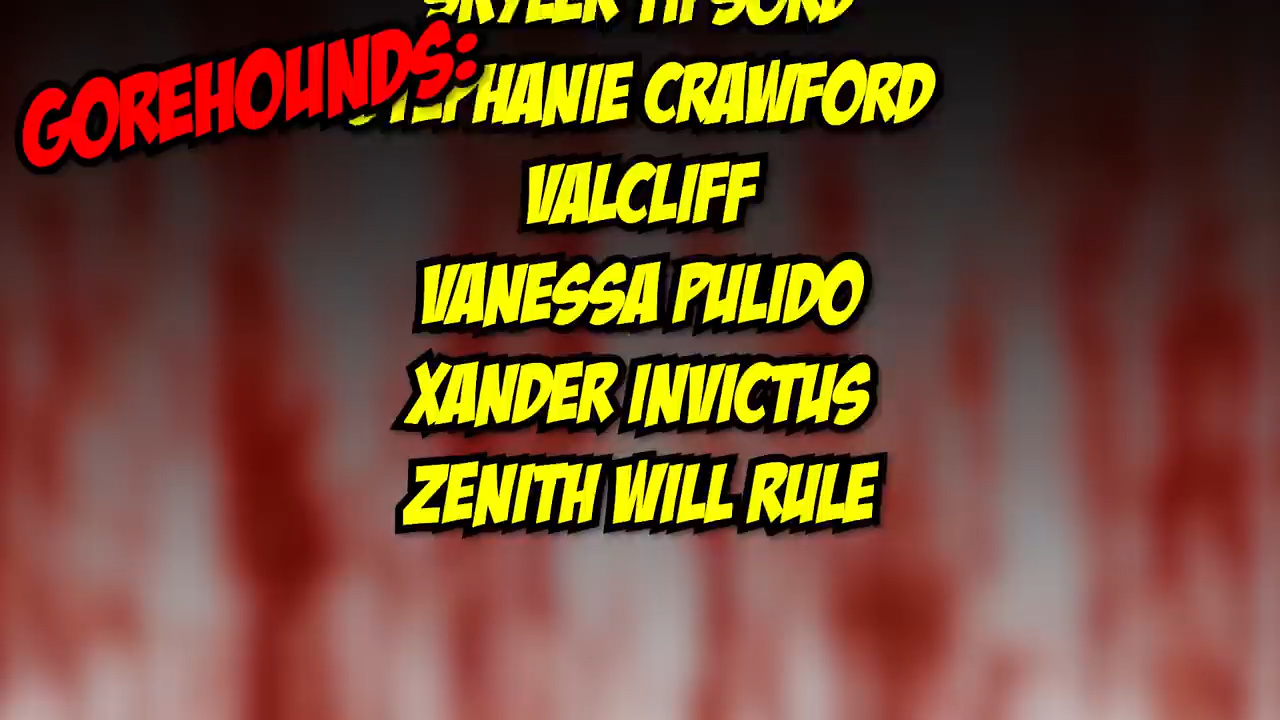 GOREHOUNDS:
STEPHANIE CRAWFORD
VALCLIFF
VANESSA PULIDO
XANDER INVICTUS
ZENITH WILL RULE